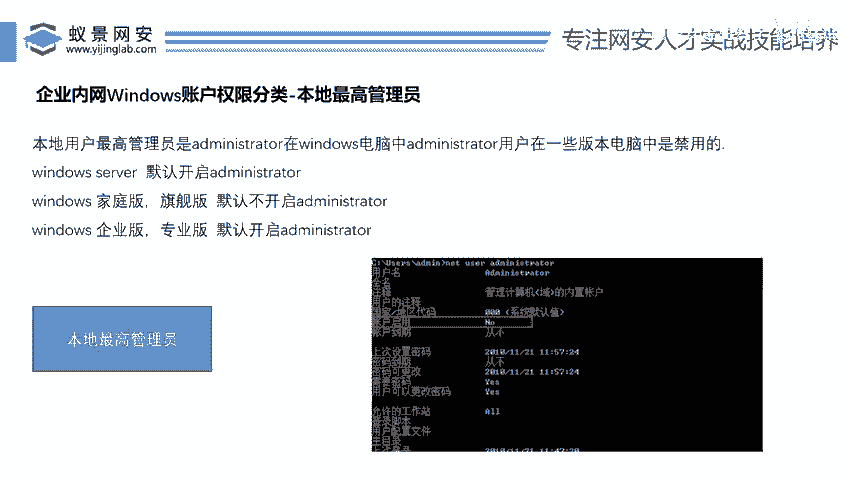 蚁景网安
www.yijinglab.com
专注网安人才实战技能培养
企业内网Windows账户权限分类-本地最高管理员
本地用户最高管理员是administrator在windows电脑中administrator用户在一些版本电脑中是禁用的.
windows server 默认开启administrator
windows 家庭版，旗舰版 默认不开启administrator
windows 企业版，专业版 默认开启administrator
本地最高管理员
C:\Users\admin>net user administrator
用户名 Administrator
全名
注释 管理计算机(域)的内置帐户
用户的注释
国家/地区代码 000 (系统默认值)
帐户启用 No
帐户到期 从不
上次设置密码 2010/11/21 11:57:24
密码到期 从不
密码可更改 2010/11/21 11:57:24
需要密码 Yes
用户可以更改密码 Yes
允许的工作站 All
登录脚本
用户配置文件
主目录
上次登录 2010/11/21 11:47:20